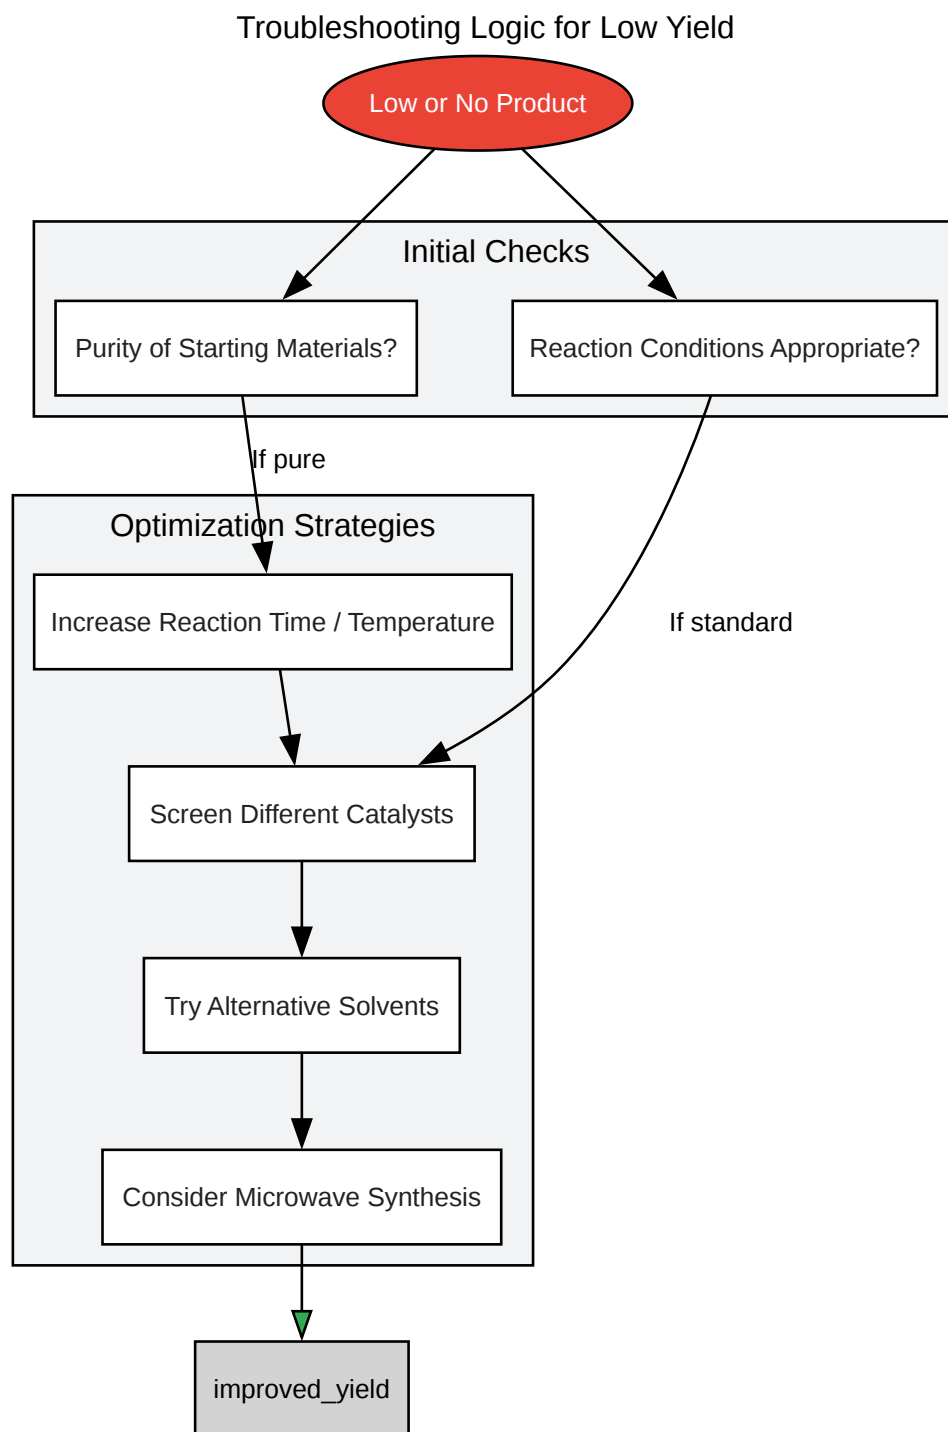 Troubleshooting Logic for Low Yield
Low or No Product
Initial Checks
Purity of Starting Materials?
Reaction Conditions Appropriate?
If pure
Optimization Strategies
Increase Reaction Time / Temperature
If standard
Screen Different Catalysts
Try Alternative Solvents
Consider Microwave Synthesis
improved_yield